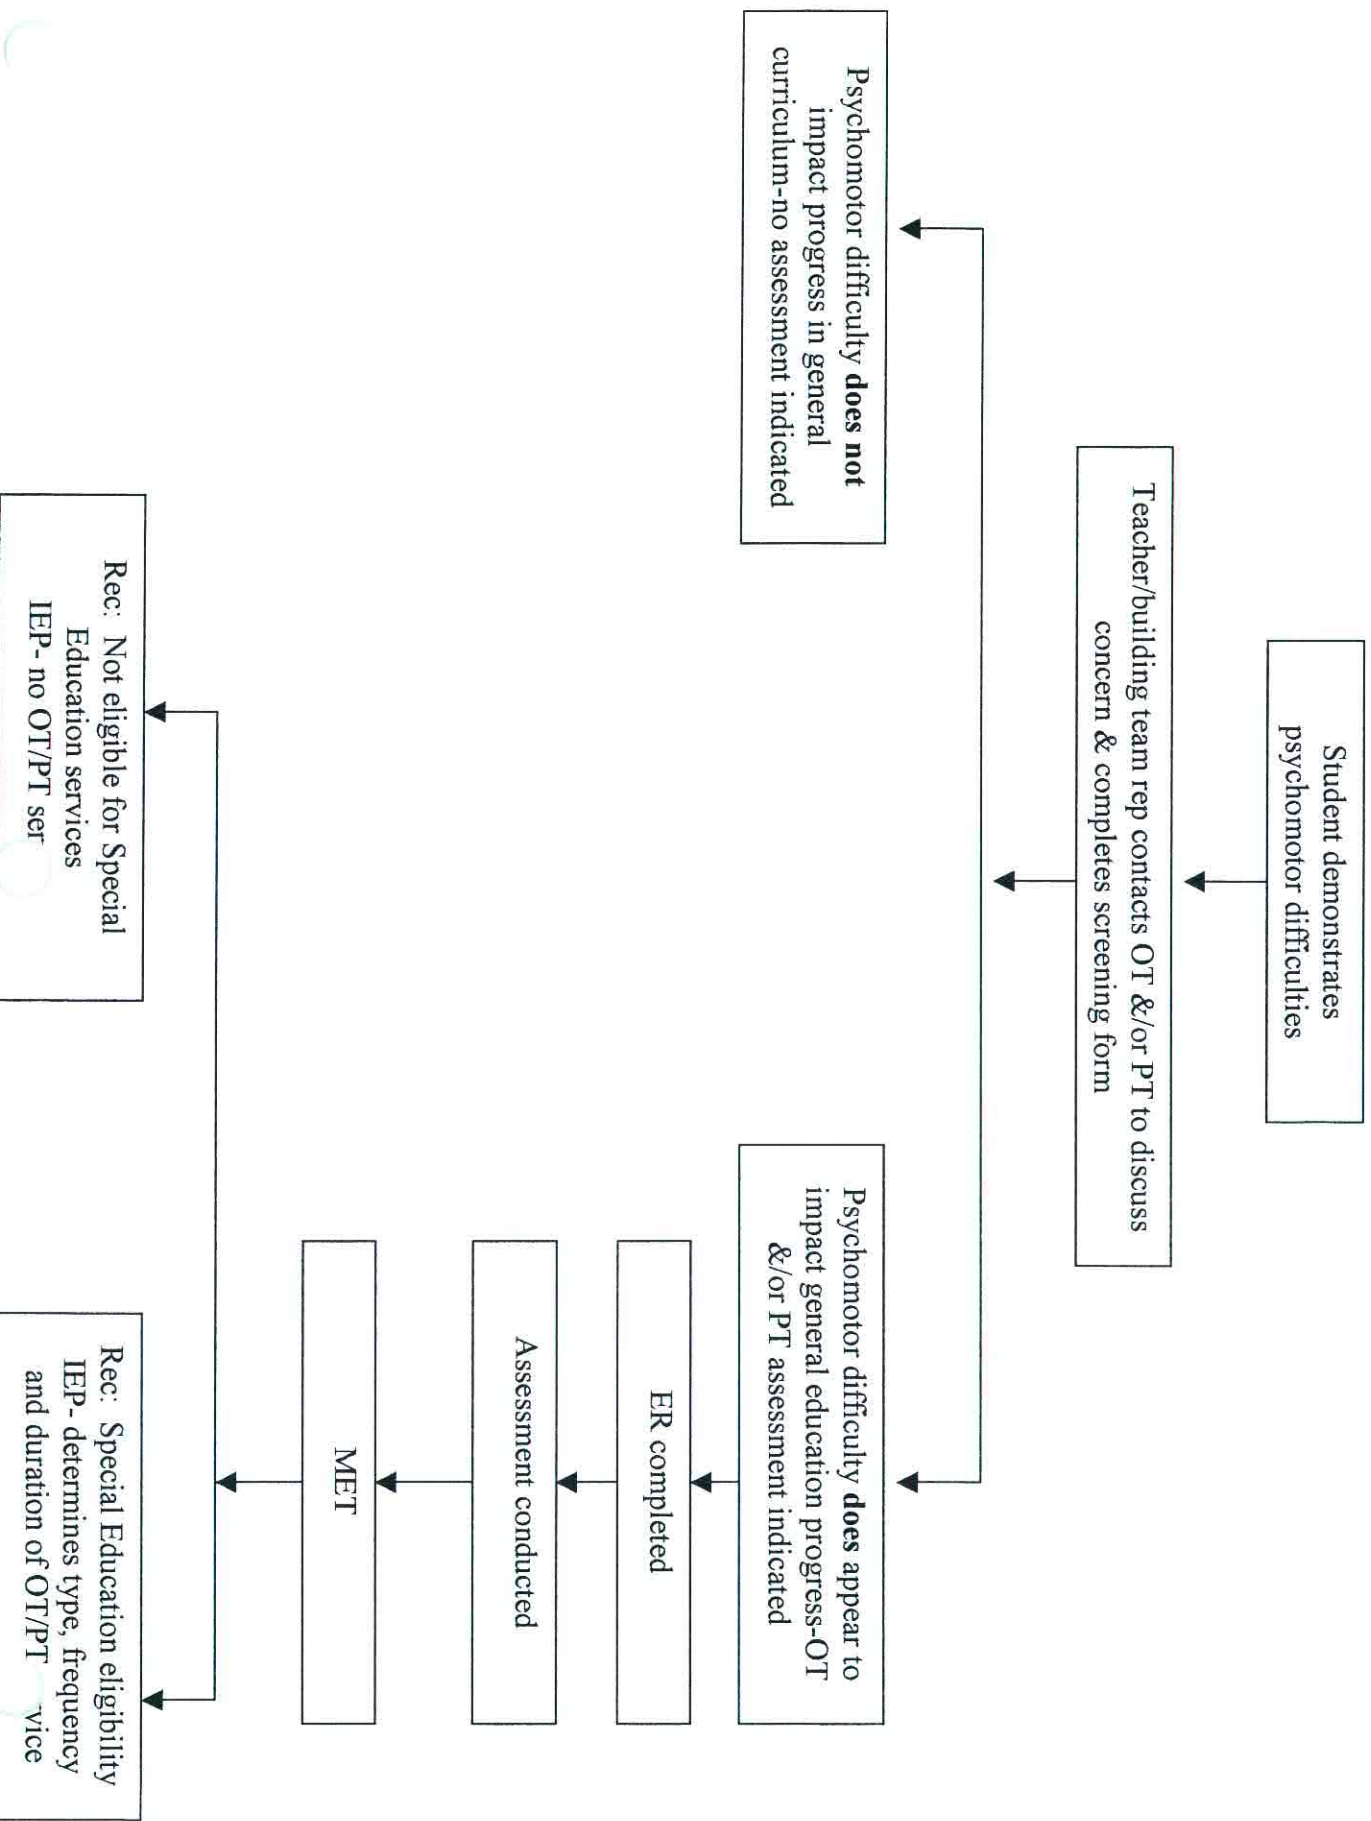 Student demonstrates
psychomotor difficulties
Teacher/building team rep contacts OT &/or PT to discuss
concern & completes screening form
Psychomotor difficulty does not
impact progress in general
curriculum-no assessment indicated
Psychomotor difficulty does appear to
impact general education progress-OT
&/or PT assessment indicated
ER completed
Assessment conducted
MET
Rec: Not eligible for Special
Education services
IEP- no OT/PT ser
Rec: Special Education eligibility
IEP- determines type, frequency
and duration of OT/PT vice